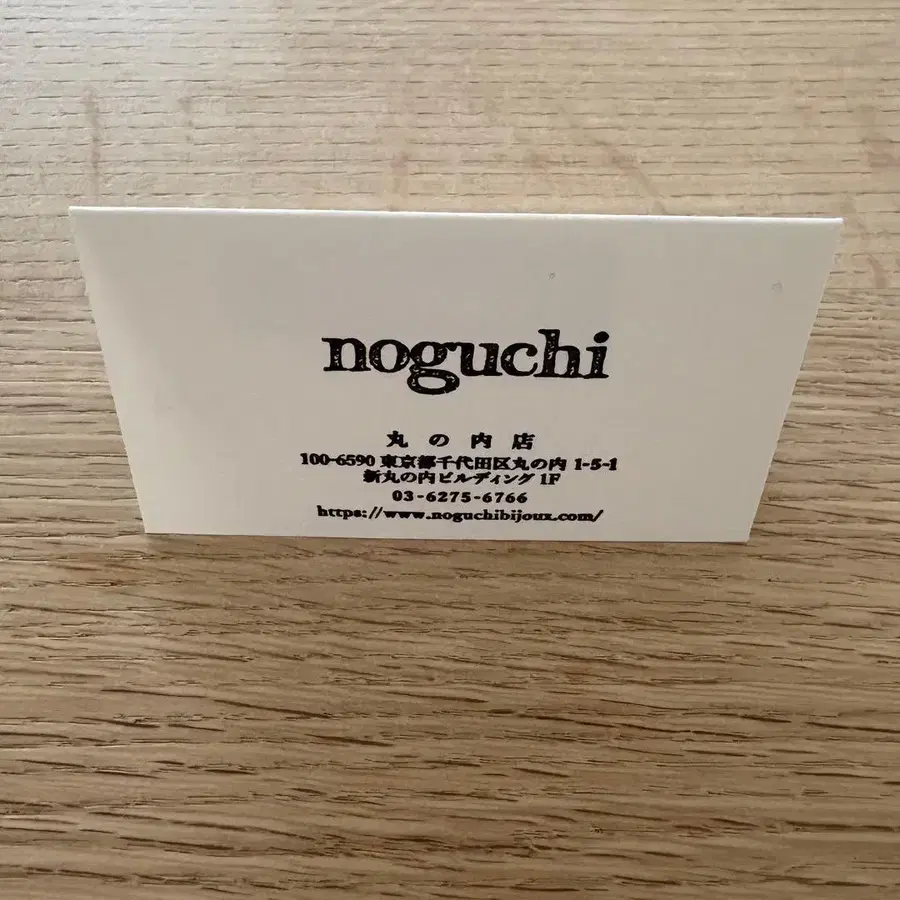 noguchi
丸の内店
100-6590 東京都千代田区丸の内 1-5-1
新丸の内ビルディング 1F
03-6275-6766
https://www.noguchibijoux.com/